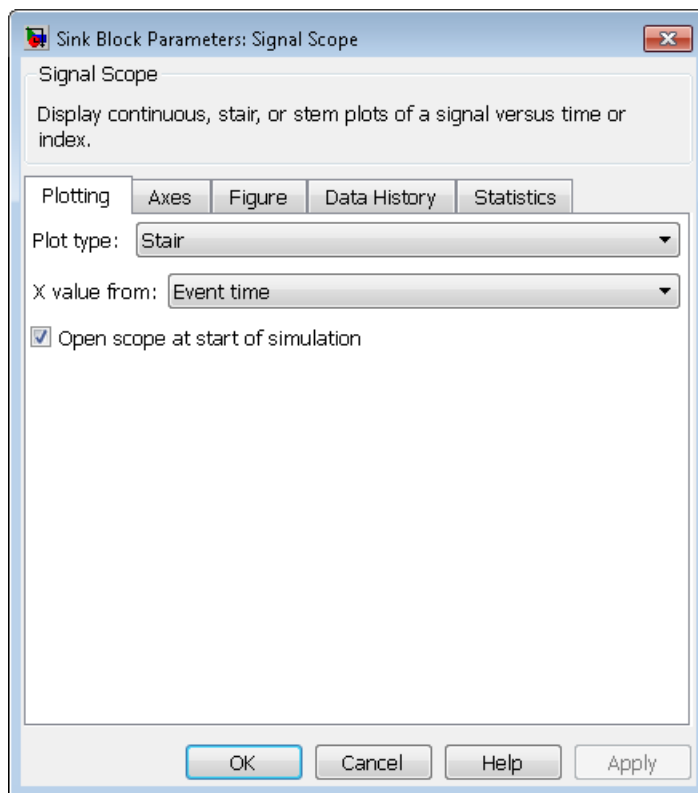 Sink Block Parameters: Signal Scope
Signal Scope
Display continuous, stair, or stem plots of a signal versus time or
index.
Plotting Axes Figure Data History Statistics
Plot type: Stair
X value from: Event time
Open scope at start of simulation
OK Cancel Help Apply